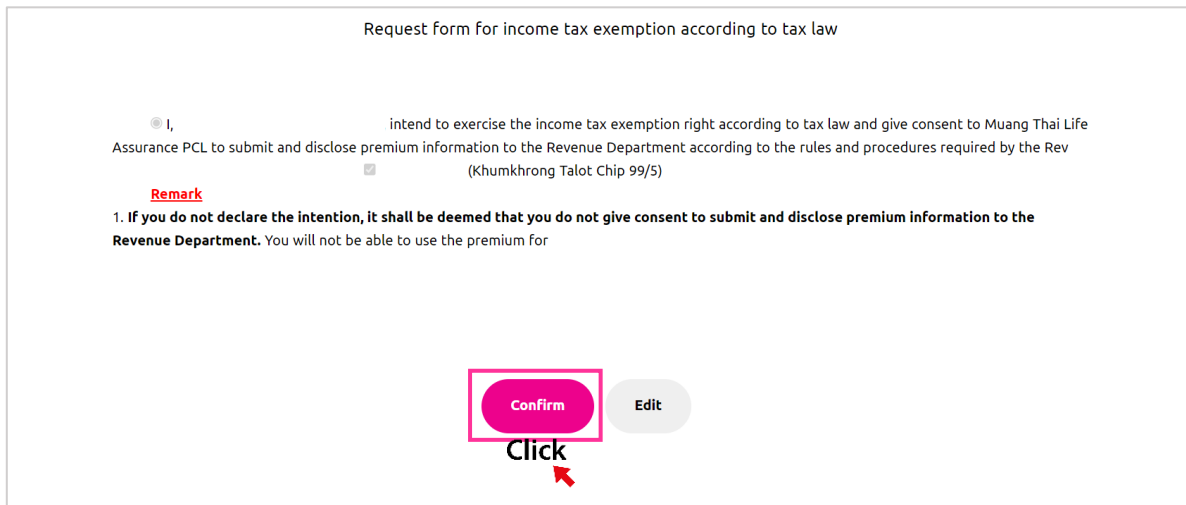 Request form for income tax exemption according to tax law
I, intend to exercise the income tax exemption right according to tax law and give consent to Muang Thai Life
Assurance PCL to submit and disclose premium information to the Revenue Department according to the rules and procedures required by the Rev
(Khumkhrong Talot Chip 99/5)
Remark
1. If you do not declare the intention, it shall be deemed that you do not give consent to submit and disclose premium information to the
Revenue Department. You will not be able to use the premium for
Confirm Edit
Click